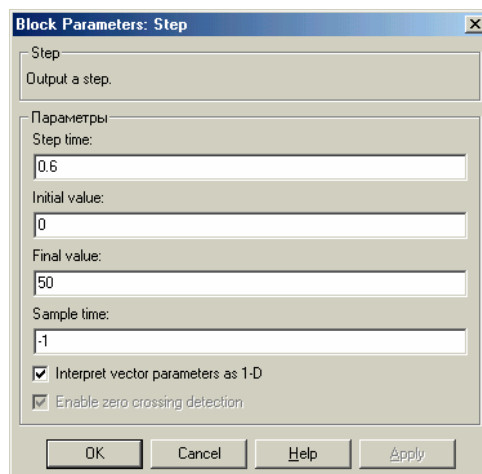 Block Parameters: Step
Step
Output a step.
Параметры
Step time:
0.6
Initial value:
0
Final value:
50
Sample time:
-1
Interpret vector parameters as 1-D
Enable zero crossing detection
OK Cancel Help Apply